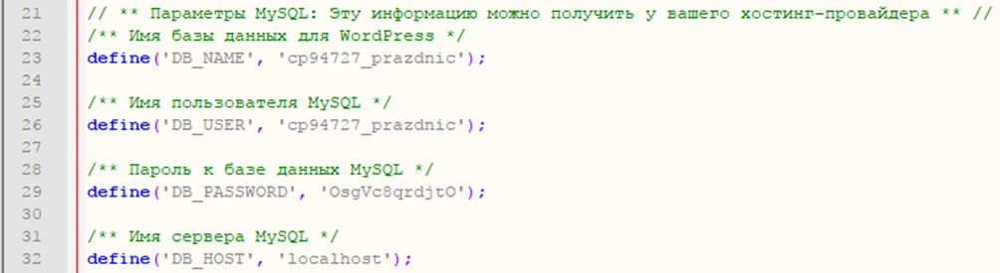 21 // ** Параметры MySQL: Эту информацию можно получить у вашего хостинг-провайдера ** //
22 /** Имя базы данных для WordPress */
23 define('DB_NAME', 'cp94727_prazdnic');
24
25 /** Имя пользователя MySQL */
26 define('DB_USER', 'cp94727_prazdnic');
27
28 /** Пароль к базе данных MySQL */
29 define('DB_PASSWORD', 'OsgVc8qrdjtO');
30
31 /** Имя сервера MySQL */
32 define('DB_HOST', 'localhost');